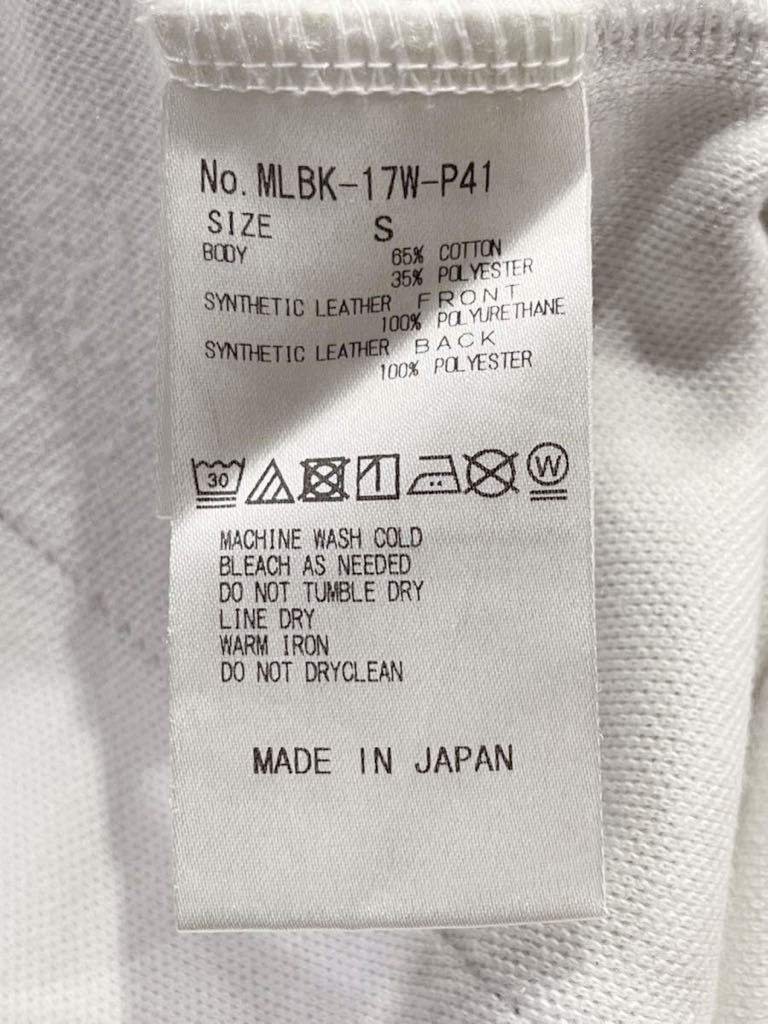 No. MLBK-17W-P41
SIZE S
BODY 65% COTTON
35% POLYESTER
SYNTHETIC LEATHER FRONT
100% POLYURETHANE
SYNTHETIC LEATHER BACK
100% POLYESTER
30 W
MACHINE WASH COLD
BLEACH AS NEEDED
DO NOT TUMBLE DRY
LINE DRY
WARM IRON
DO NOT DRYCLEAN
MADE IN JAPAN